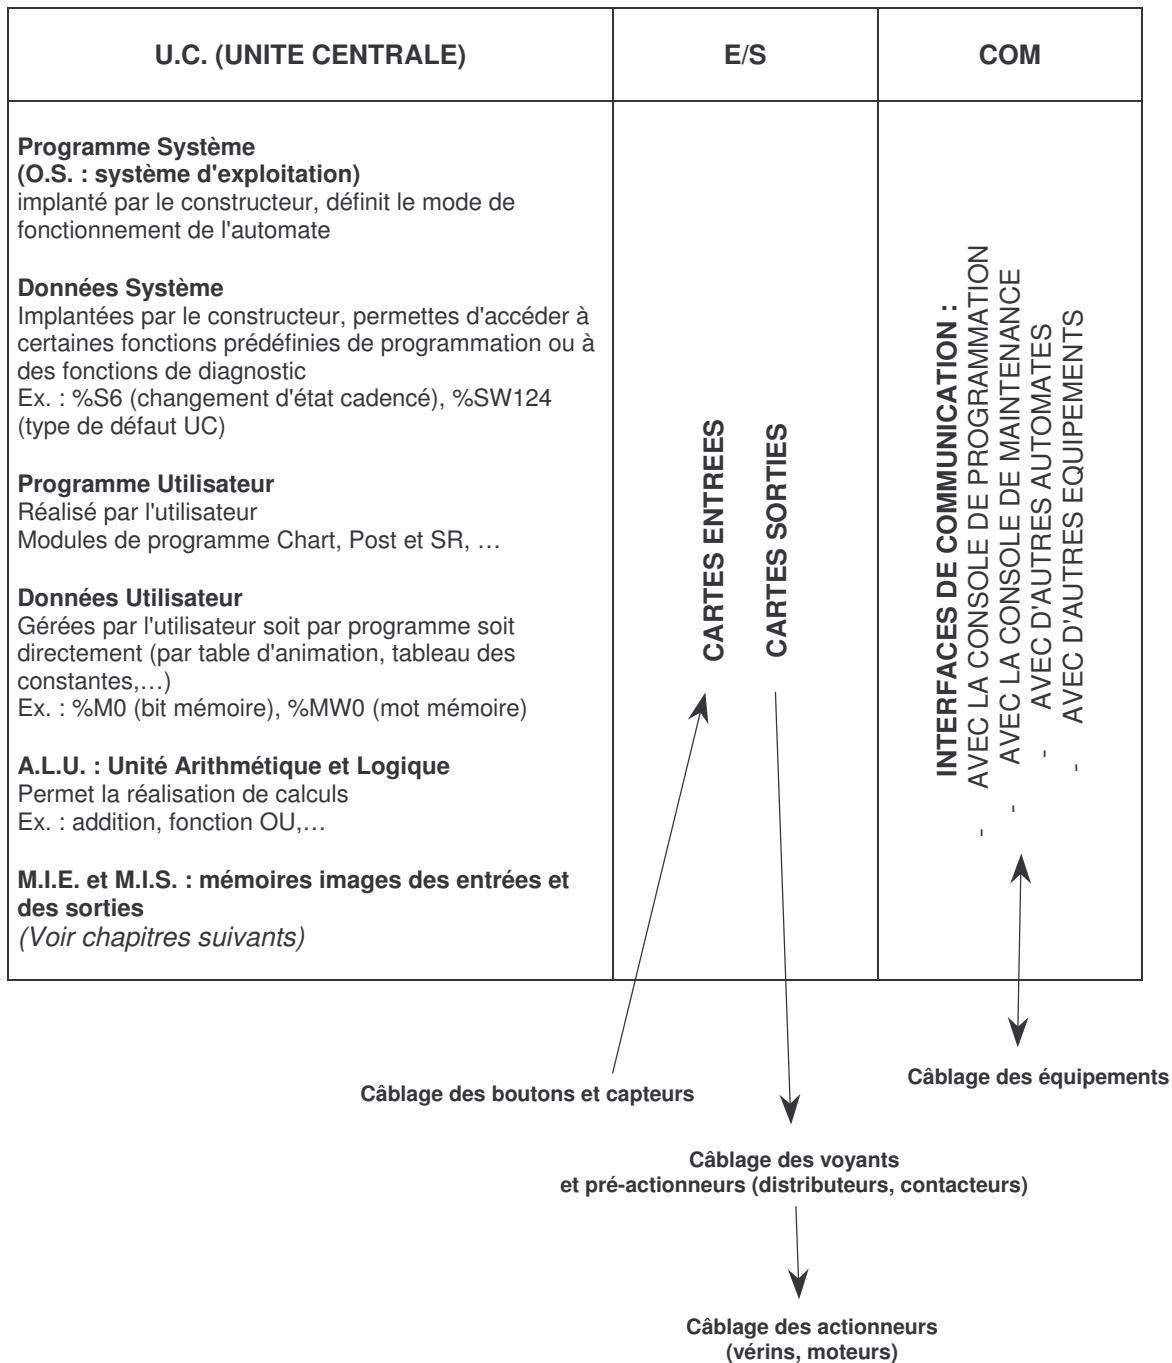 U.C. (UNITE CENTRALE)
E/S
COM
Programme Système
(O.S. : système d'exploitation)
implanté par le constructeur, définit le mode de
fonctionnement de l'automate
Données Système
Implantées par le constructeur, permettes d'accéder à
certaines fonctions prédéfinies de programmation ou à
des fonctions de diagnostic
Ex. : %S6 (changement d'état cadencé), %SW124
(type de défaut UC)
Programme Utilisateur
Réalisé par l'utilisateur
Modules de programme Chart, Post et SR, …
Données Utilisateur
Gérées par l'utilisateur soit par programme soit
directement (par table d'animation, tableau des
constantes,…)
Ex. : %M0 (bit mémoire), %MW0 (mot mémoire)
A.L.U. : Unité Arithmétique et Logique
Permet la réalisation de calculs
Ex. : addition, fonction OU,…
M.I.E. et M.I.S. : mémoires images des entrées et
des sorties
(Voir chapitres suivants)
CARTES ENTREES
CARTES SORTIES
INTERFACES DE COMMUNICATION :
- AVEC LA CONSOLE DE PROGRAMMATION
- AVEC LA CONSOLE DE MAINTENANCE
- AVEC D'AUTRES AUTOMATES
- AVEC D'AUTRES EQUIPEMENTS
Câblage des boutons et capteurs
Câblage des équipements
Câblage des voyants
et pré-actionneurs (distributeurs, contacteurs)
Câblage des actionneurs
(vérins, moteurs)